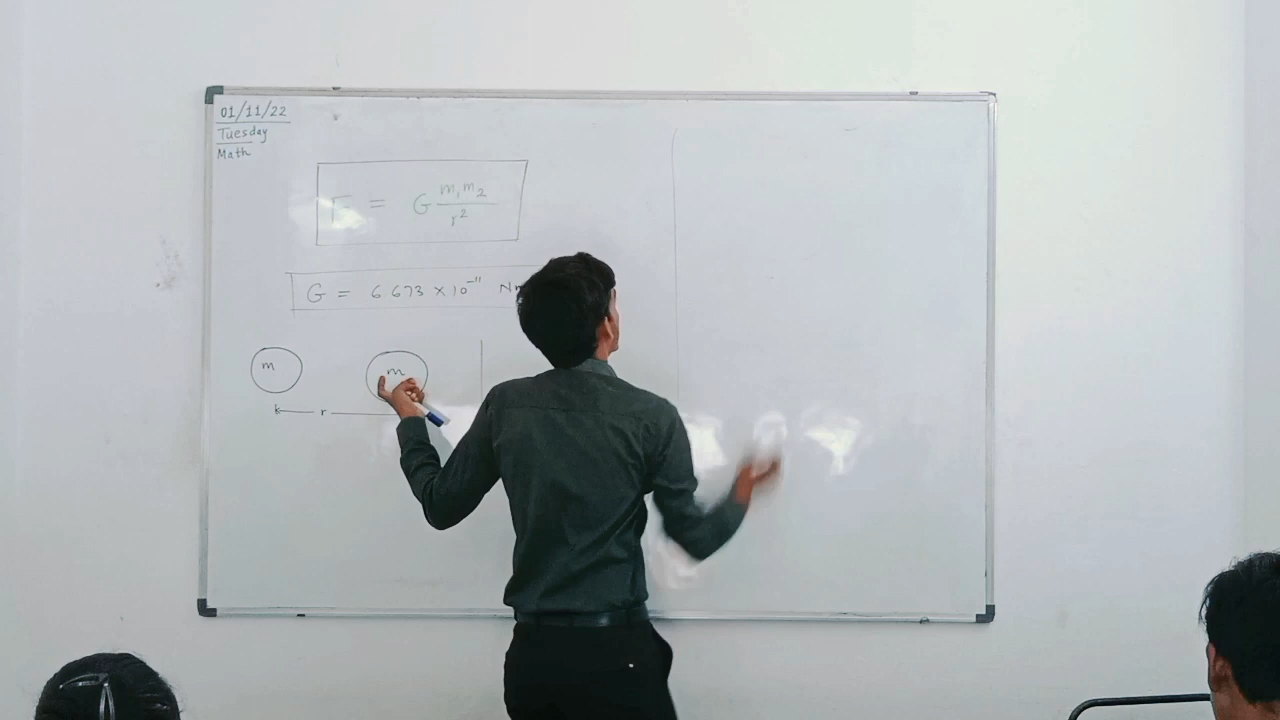 01/11/22
Tuesday
Math
F = G m₁m₂ / r²
G = 6.673 × 10⁻¹¹
m m
r